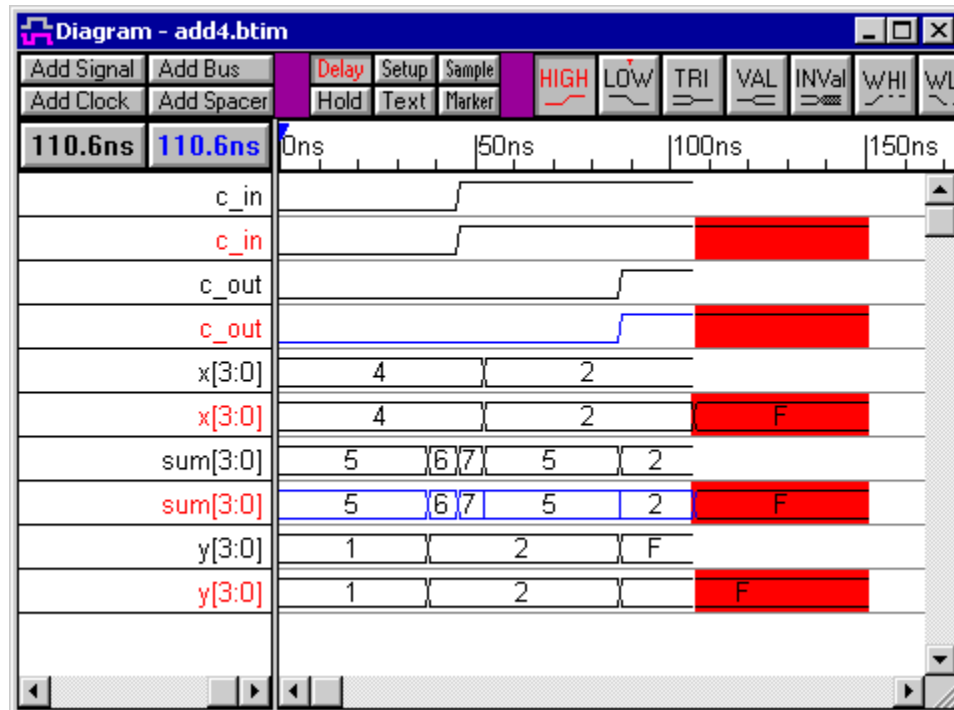 Diagram - add4.btim
Add Signal Add Bus Delay Setup Sample HIGH LOW TRI VAL INVal WHI
Add Clock Add Spacer Hold Text Marker
110.6ns 110.6ns 0ns 50ns 100ns 150ns
c_in
c_in
c_out
c_out
x[3:0] 4 2
x[3:0] 4 2 F
sum[3:0] 5 6 7 5 2
sum[3:0] 5 6 7 5 2 F
y[3:0] 1 2 F
y[3:0] 1 2 F